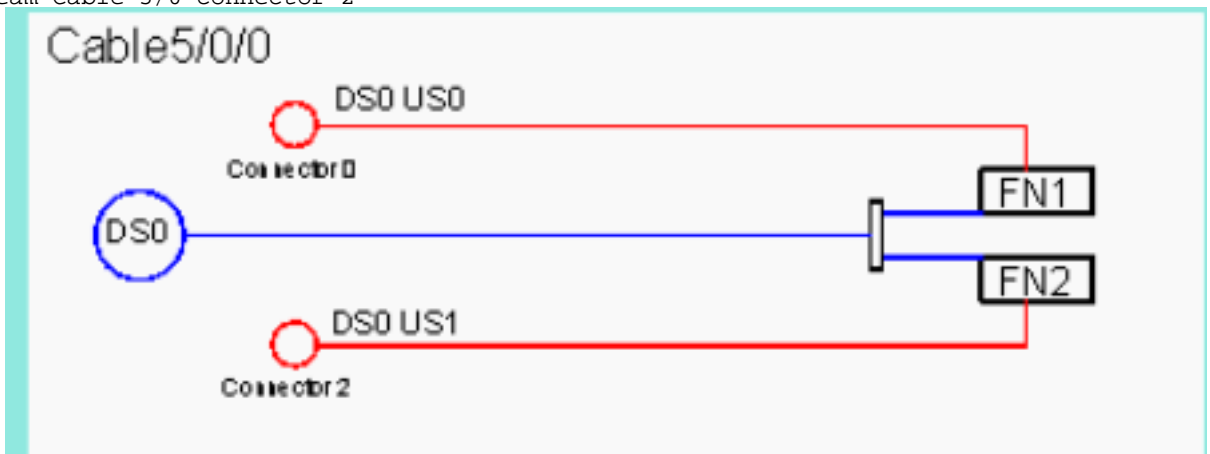 Cable5/0/0
DS0 US0
Connector 0
FN1
DS0
FN2
DS0 US1
Connector 2